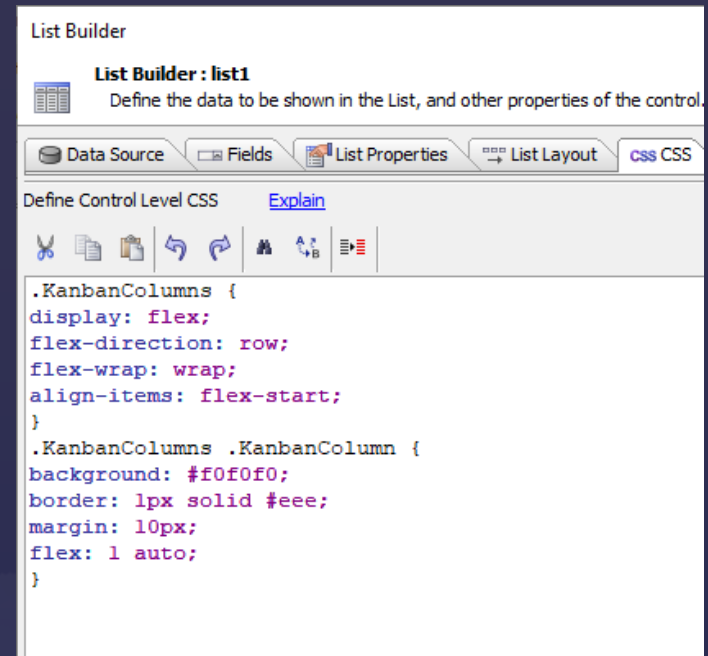 List Builder
List Builder : list1
Define the data to be shown in the List, and other properties of the control.
Data Source Fields List Properties List Layout css CSS
Define Control Level CSS Explain
.KanbanColumns {
display: flex;
flex-direction: row;
flex-wrap: wrap;
align-items: flex-start;
}
.KanbanColumns .KanbanColumn {
background: #f0f0f0;
border: 1px solid #eee;
margin: 10px;
flex: 1 auto;
}